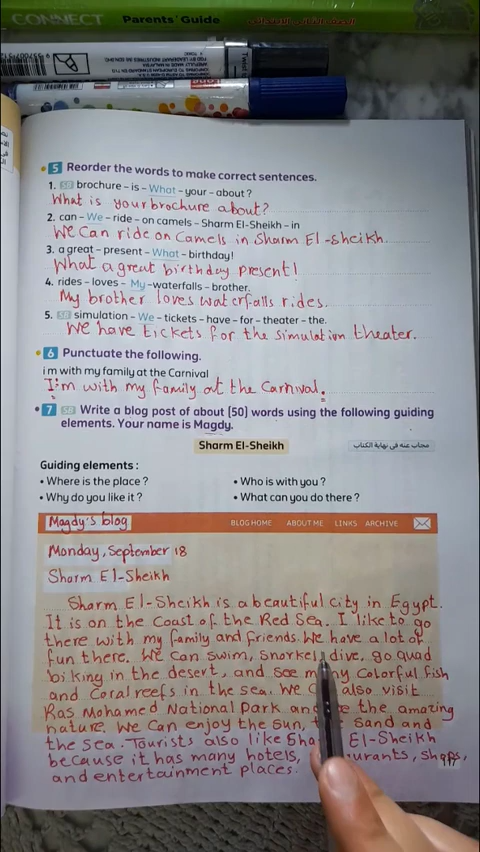 CONNECT Parents' Guide الصف الثاني الابتدائي
5 Reorder the words to make correct sentences.
1. SB brochure – is – What – your – about ?
What is your brochure about?
2. can – We – ride – on camels – Sharm El-Sheikh – in
We Can ride on Camels in Sharm El-Sheikh.
3. a great – present – What – birthday!
What a great birthday present!
4. rides – loves – My – waterfalls – brother.
My brother loves waterfalls rides.
5. SB simulation – We – tickets – have – for – theater – the.
We have tickets for the simulation theater.
6 Punctuate the following.
i m with my family at the Carnival
I'm with my family at the Carnival.
7 SB Write a blog post of about [50] words using the following guiding
elements. Your name is Magdy.
Sharm El-Sheikh
مجاب عنه في نهاية الكتاب
Guiding elements :
• Where is the place ? • Who is with you ?
• Why do you like it ? • What can you do there ?
Magdy's blog BLOG HOME ABOUT ME LINKS ARCHIVE
Monday, September 18
Sharm El-Sheikh
Sharm El-Sheikh is a beautiful city in Egypt.
It is on the Coast of the Red Sea. I like to go
there with my family and friends. We have a lot of
fun there. We can swim, snorkel, dive, go quad
biking in the desert, and see many Colorful fish
and Coral reefs in the sea. We also visit
Ras Mohamed National Park the amazing
nature. We Can enjoy the Sun, Sand and
the sea. Tourists also like El-Sheikh
because it has many hotels, shops,
and entertainment places.